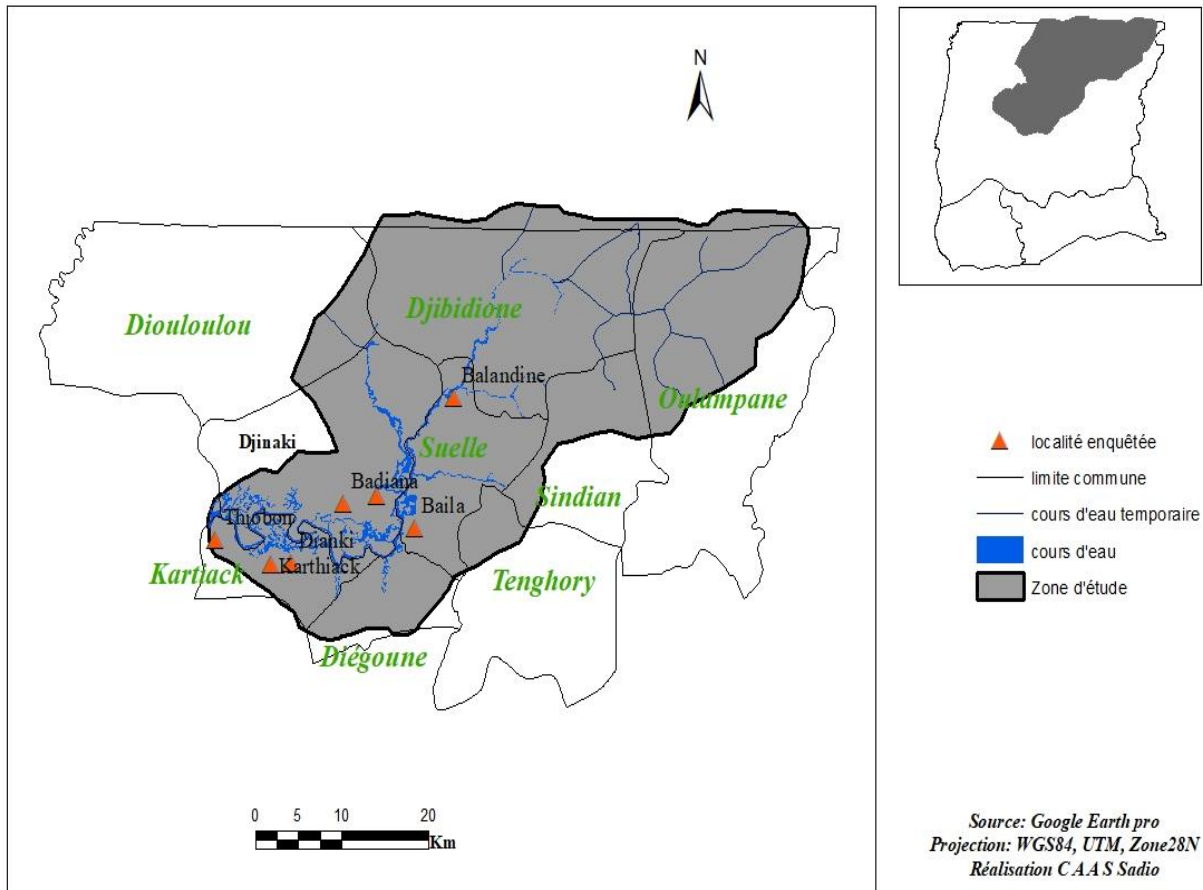 N
Diouloulou
Djibidione
Balandine
Oulampane
Djinaki
Suelle
Badiana
Sindian
Baila
Thiobon
Dianki
Kartiack
Karthiack
Tenghory
Diégoune
0 5 10 20
Km
localité enquêtée
limite commune
cours d'eau temporaire
cours d'eau
Zone d'étude
Source: Google Earth pro
Projection: WGS84, UTM, Zone28N
Réalisation C A A S Sadio